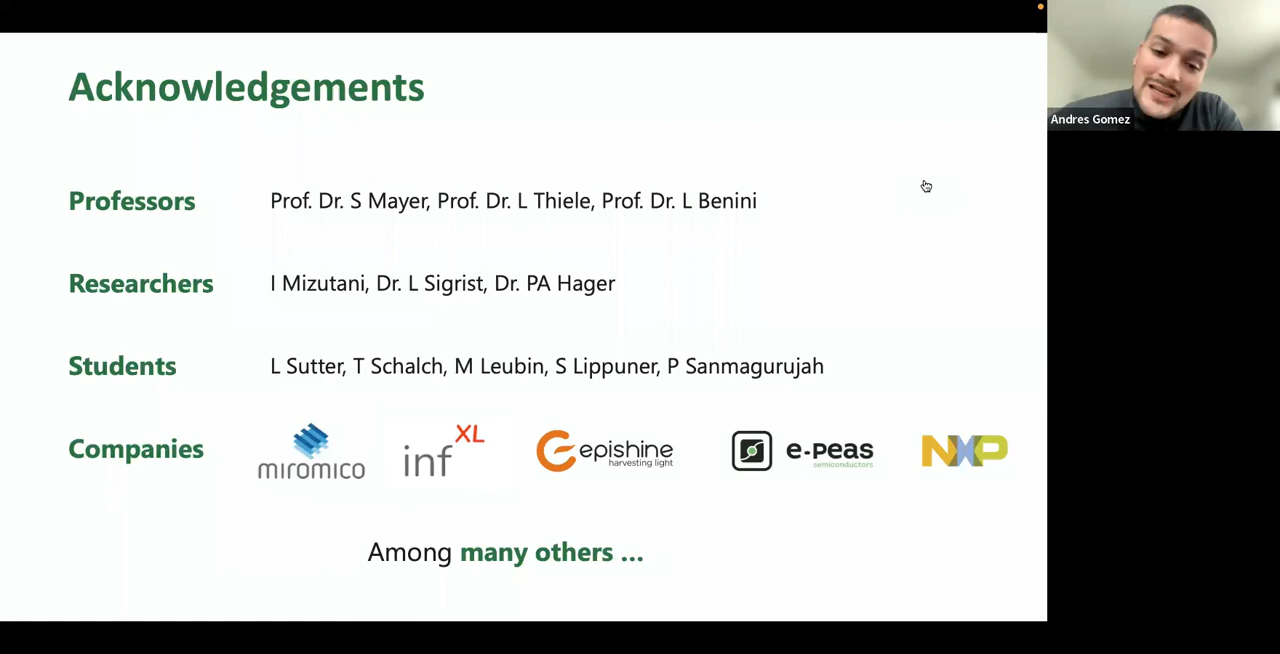 Acknowledgements
Andres Gomez
Professors Prof. Dr. S Mayer, Prof. Dr. L Thiele, Prof. Dr. L Benini
Researchers I Mizutani, Dr. L Sigrist, Dr. PA Hager
Students L Sutter, T Schalch, M Leubin, S Lippuner, P Sanmagurujah
Companies miromico inf XL epishine harvesting light e-peas semiconductors NXP
Among many others ...